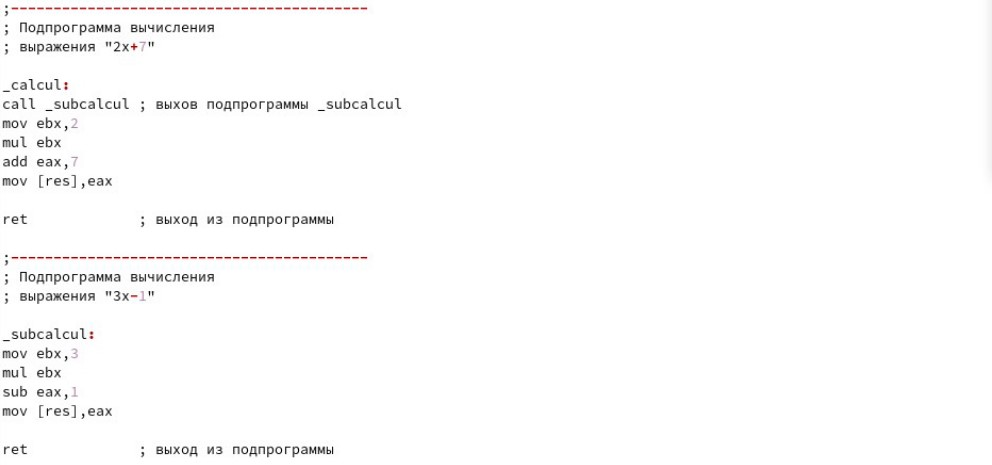 ;------------------------------------------
; Подпрограмма вычисления
; выражения "2x+7"
_calcul:
call _subcalcul ; выхов подпрограммы _subcalcul
mov ebx,2
mul ebx
add eax,7
mov [res],eax
ret             ; выход из подпрограммы
;------------------------------------------
; Подпрограмма вычисления
; выражения "3x-1"
_subcalcul:
mov ebx,3
mul ebx
sub eax,1
mov [res],eax
ret             ; выход из подпрограммы